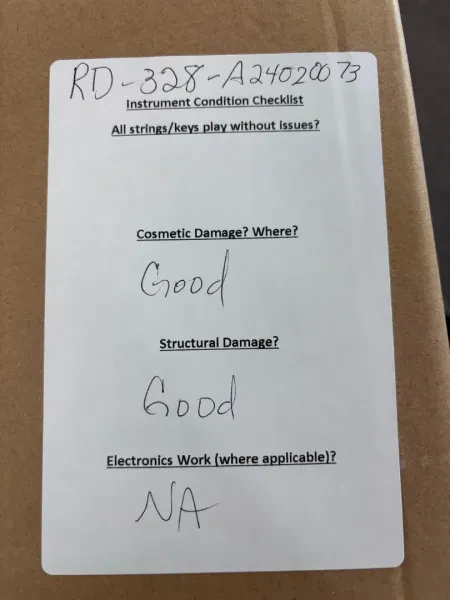 RD-328-A24020073
Instrument Condition Checklist
All strings/keys play without issues?
Cosmetic Damage? Where?
Good
Structural Damage?
Good
Electronics Work (where applicable)?
NA